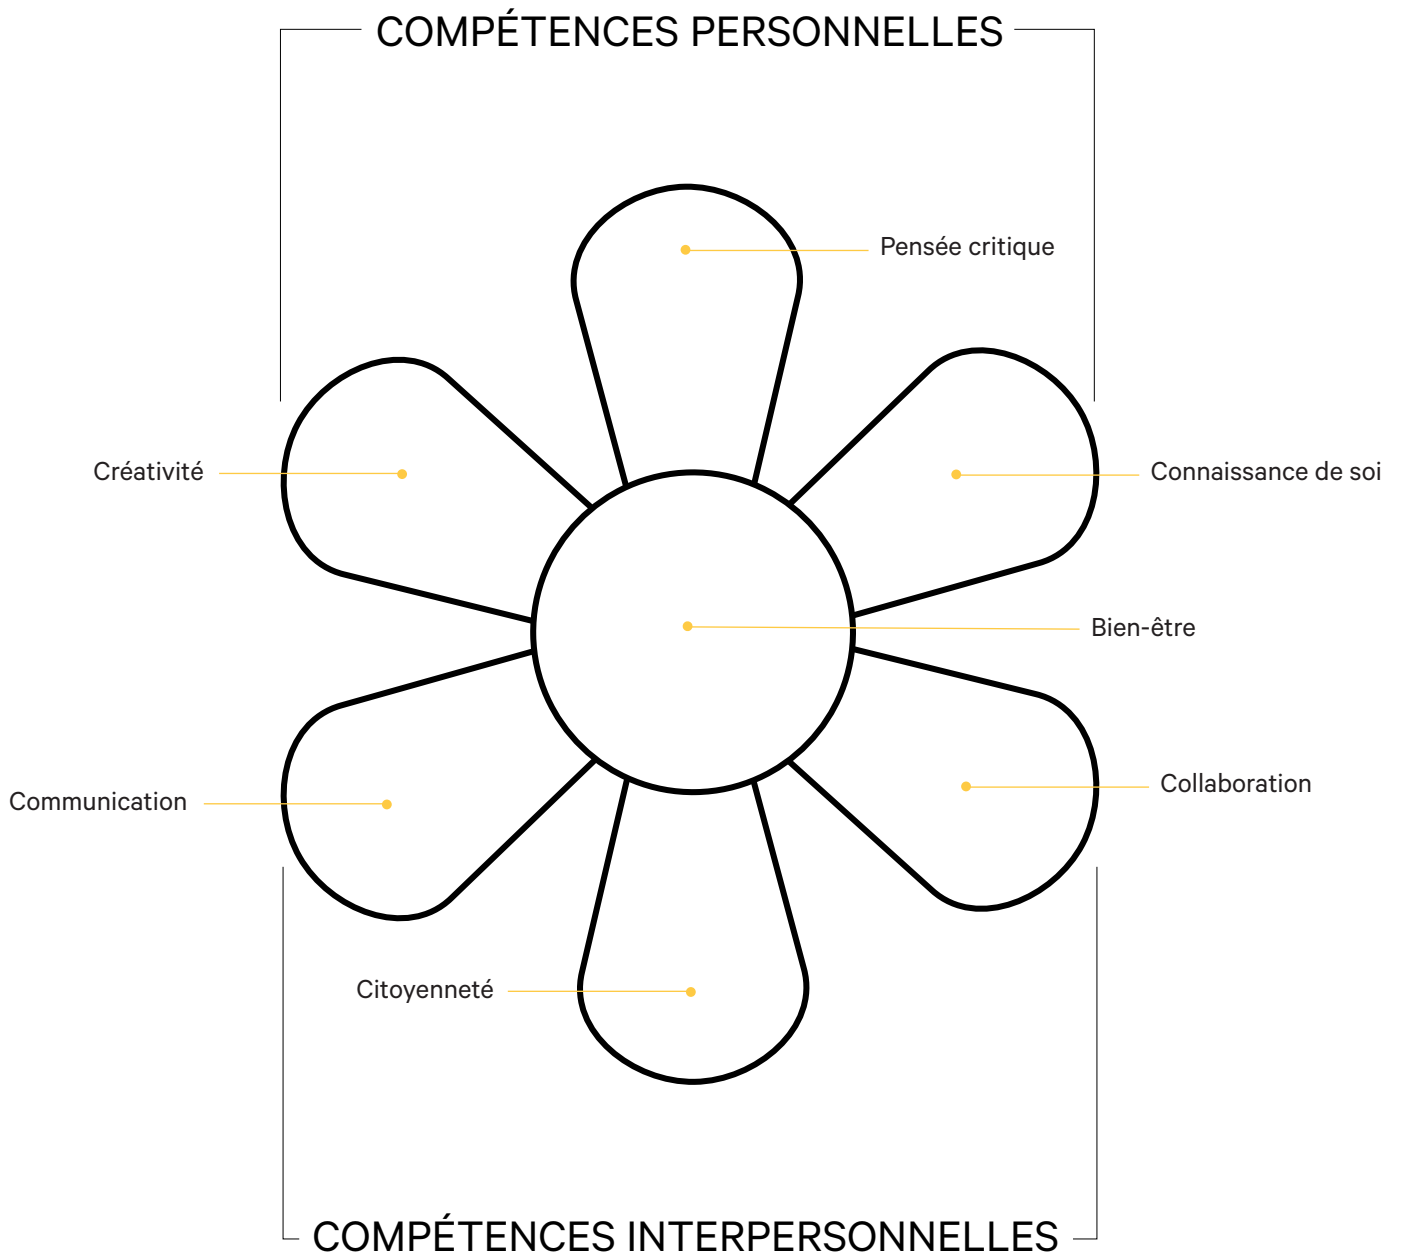 COMPÉTENCES PERSONNELLES
Pensée critique
Créativité
Connaissance de soi
Bien-être
Collaboration
Communication
Citoyenneté
COMPÉTENCES INTERPERSONNELLES